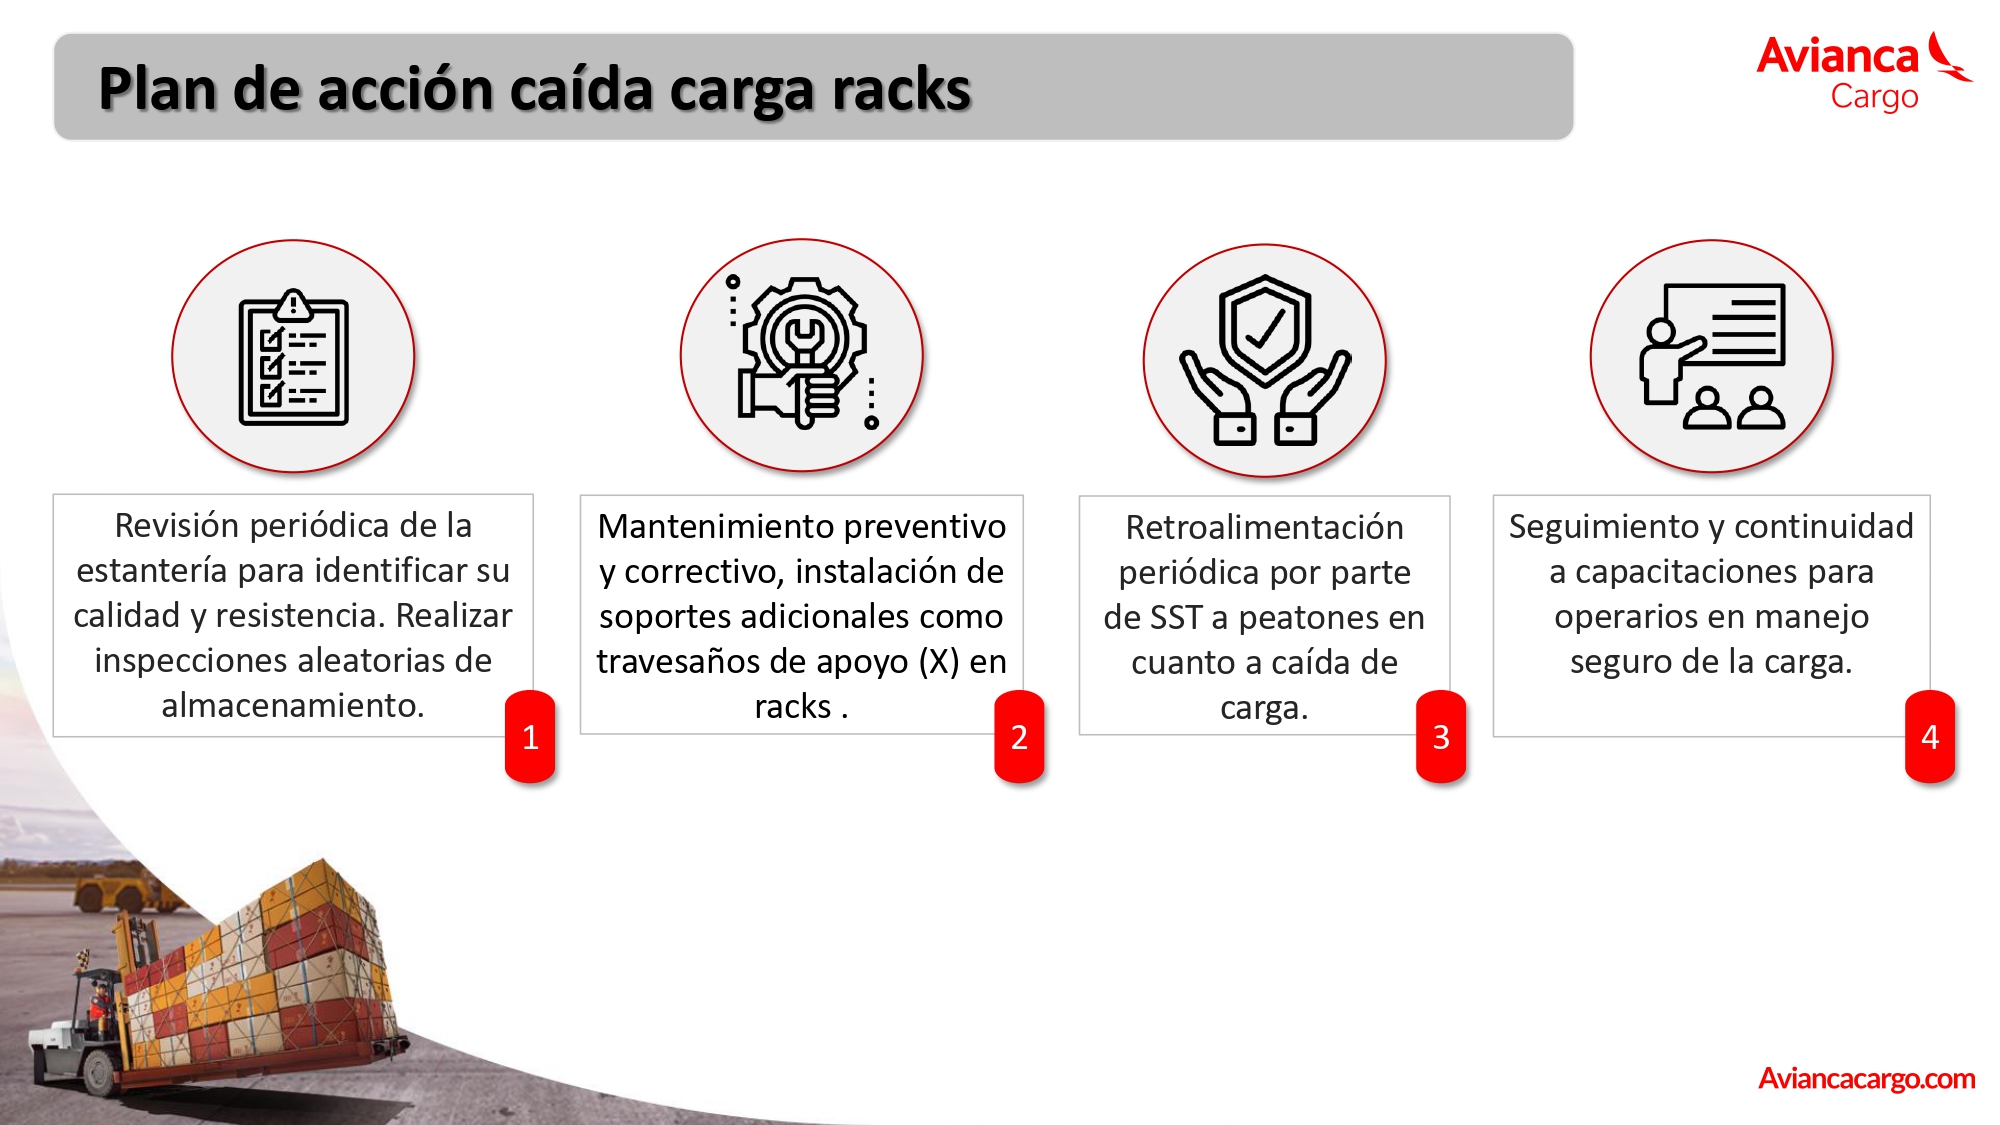 Plan de acción caída carga racks
Avianca
Cargo
Revisión periódica de la
estantería para identificar su
calidad y resistencia. Realizar
inspecciones aleatorias de
almacenamiento.
1
Mantenimiento preventivo
y correctivo, instalación de
soportes adicionales como
travesaños de apoyo (X) en
racks .
2
Retroalimentación
periódica por parte
de SST a peatones en
cuanto a caída de
carga.
3
Seguimiento y continuidad
a capacitaciones para
operarios en manejo
seguro de la carga.
4
Aviancacargo.com